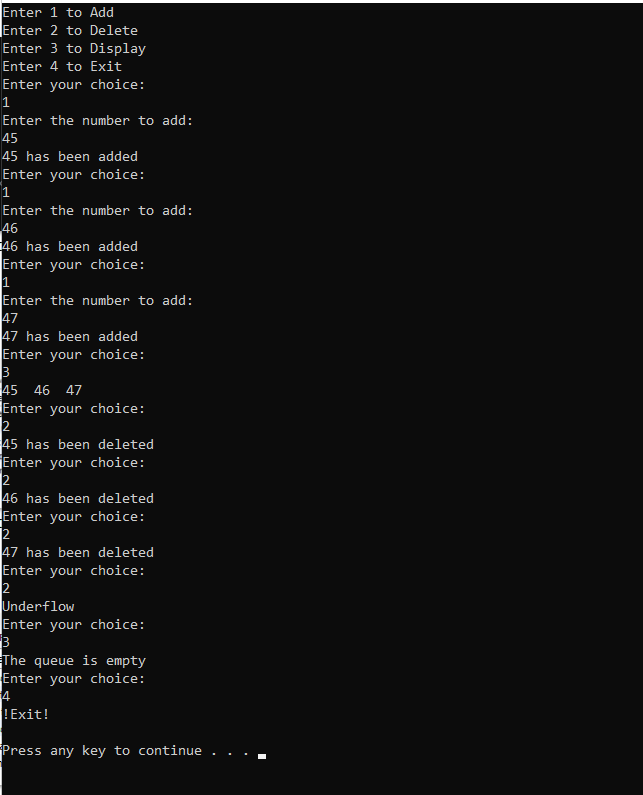 Enter 1 to Add
Enter 2 to Delete
Enter 3 to Display
Enter 4 to Exit
Enter your choice:
1
Enter the number to add:
45
45 has been added
Enter your choice:
1
Enter the number to add:
46
46 has been added
Enter your choice:
1
Enter the number to add:
47
47 has been added
Enter your choice:
3
45  46  47
Enter your choice:
2
45 has been deleted
Enter your choice:
2
46 has been deleted
Enter your choice:
2
47 has been deleted
Enter your choice:
2
Underflow
Enter your choice:
3
The queue is empty
Enter your choice:
4
!Exit!
Press any key to continue . . .